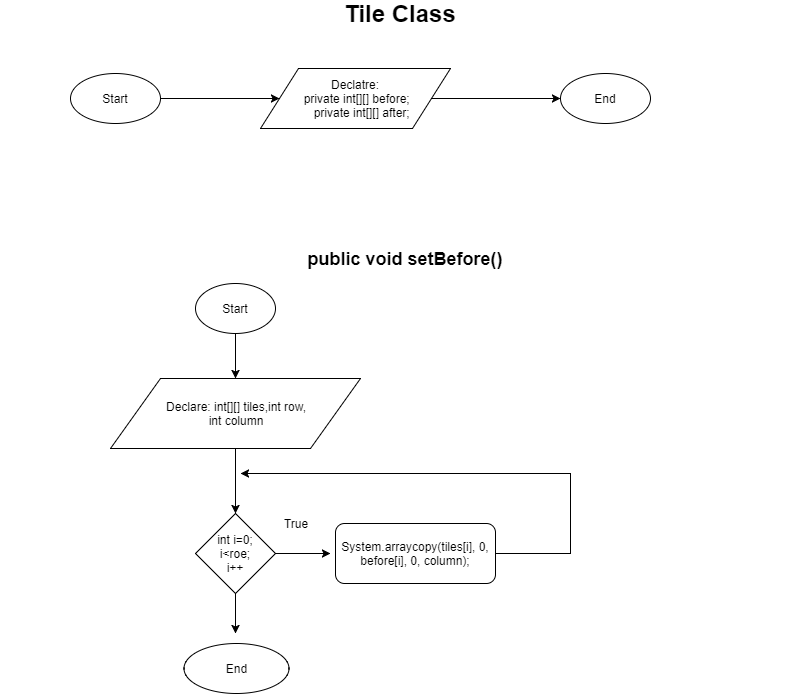 Tile Class
Start
Declatre:
private int[][] before;
private int[][] after;
End
public void setBefore()
Start
Declare: int[][] tiles,int row,
int column
True
int i=0;
i<roe;
i++
System.arraycopy(tiles[i], 0,
before[i], 0, column);
End